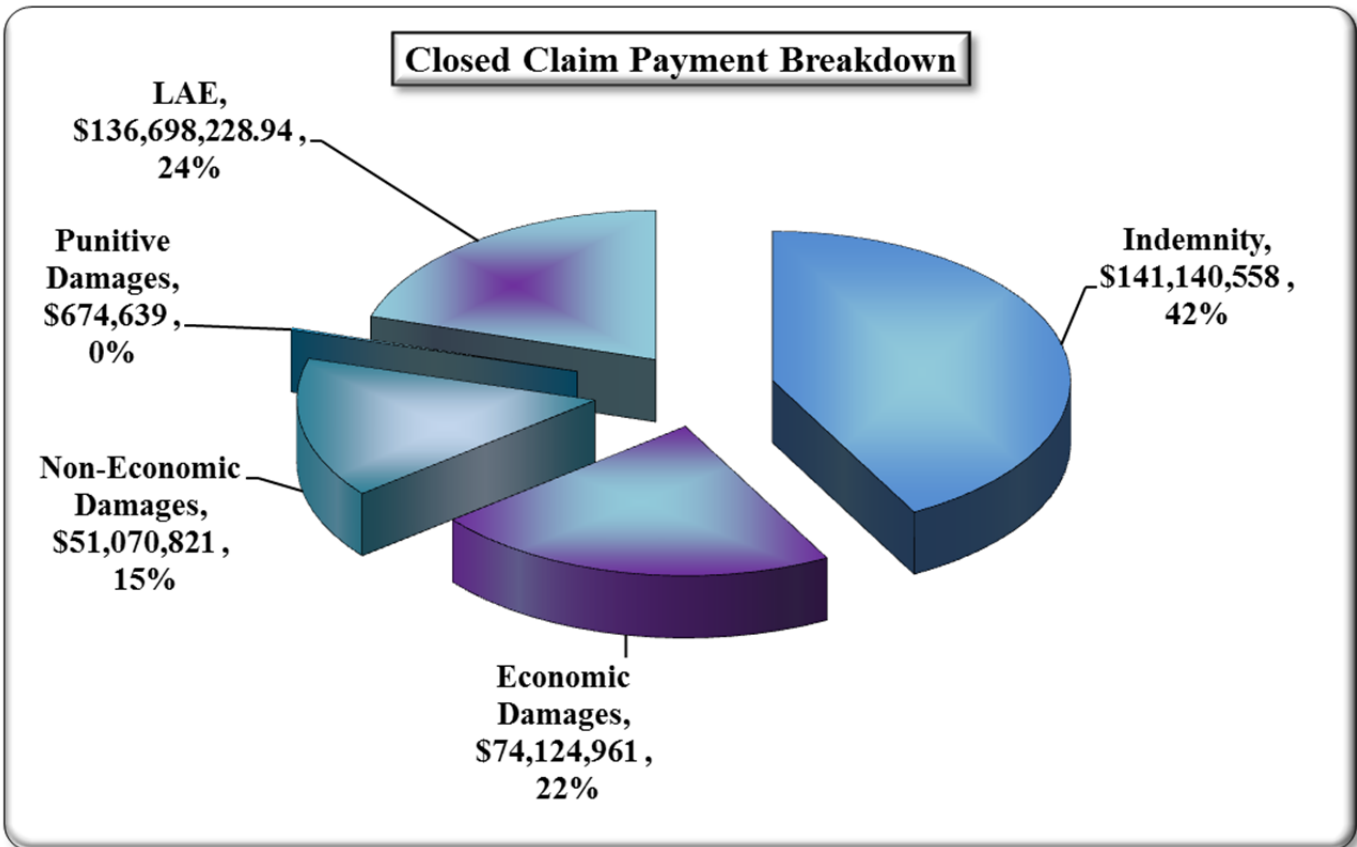 Closed Claim Payment Breakdown
LAE,
$136,698,228.94 ,
24%
Punitive
Damages,
$674,639 ,
0%
Indemnity,
$141,140,558 ,
42%
Non-Economic
Damages,
$51,070,821 ,
15%
Economic
Damages,
$74,124,961 ,
22%